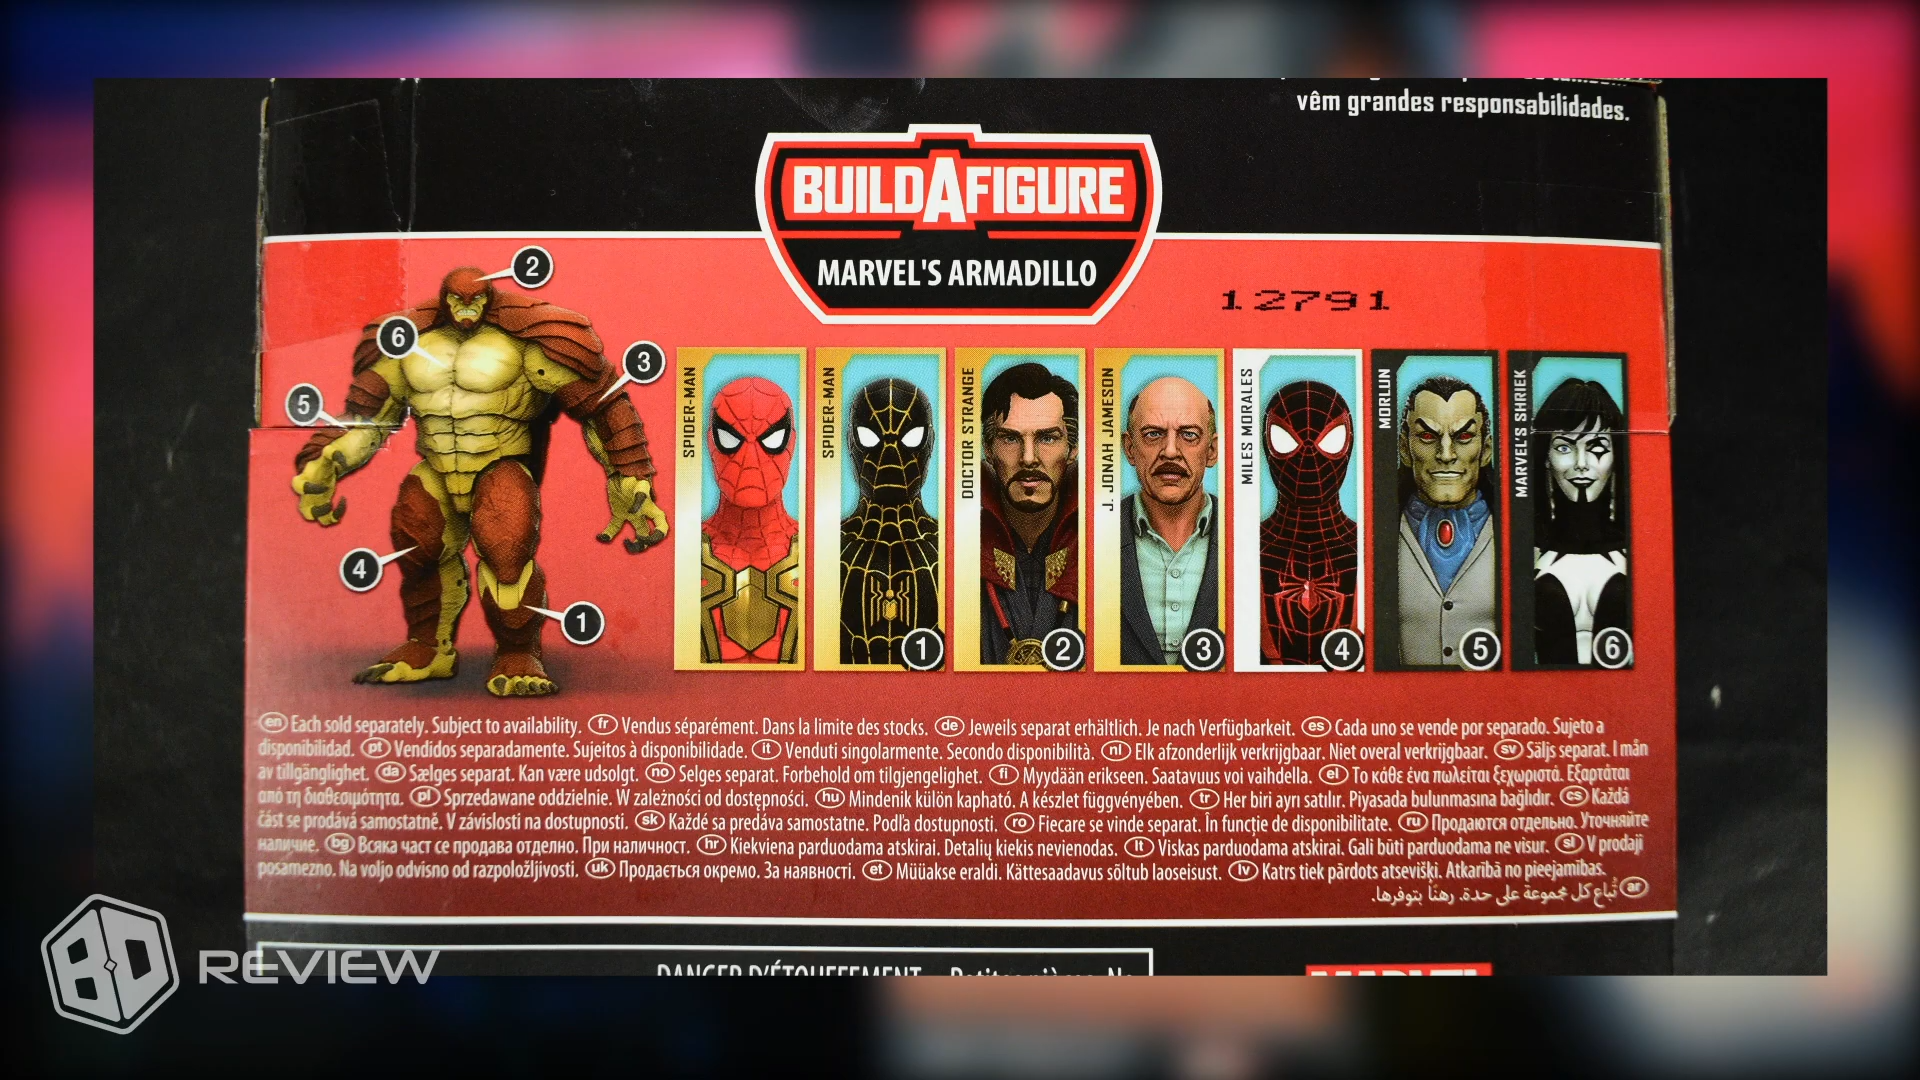 vêm grandes responsabilidades.
BUILDAFIGURE
MARVEL'S ARMADILLO
12791
2
6
3
5
4
1
SPIDER-MAN
SPIDER-MAN
1
DOCTOR STRANGE
2
J. JONAH JAMESON
3
MILES MORALES
4
MORLUN
5
MARVEL'S SHRIEK
6
en Each sold separately. Subject to availability. fr Vendus séparément. Dans la limite des stocks. de Jeweils separat erhältlich. Je nach Verfügbarkeit. es Cada uno se vende por separado. Sujeto a
disponibilidad. pt Vendidos separadamente. Sujeitos à disponibilidade. it Venduti singolarmente. Secondo disponibilità. nl Elk afzonderlijk verkrijgbaar. Niet overal verkrijgbaar. sv Säljs separat. I mån
av tillgänglighet. da Sælges separat. Kan være udsolgt. no Selges separat. Forbehold om tilgjengelighet. fi Myydään erikseen. Saatavuus voi vaihdella. el Το κάθε ένα πωλείται ξεχωριστά. Εξαρτάται
από τη διαθεσιμότητα. pl Sprzedawane oddzielnie. W zależności od dostępności. hu Mindenik külön kapható. A készlet függvényében. tr Her biri ayrı satılır. Piyasada bulunmasına bağlıdır. cs Každá
část se prodává samostatně. V závislosti na dostupnosti. sk Každé sa predáva samostatne. Podľa dostupnosti. ro Fiecare se vinde separat. În funcție de disponibilitate. ru Продаются отдельно. Уточняйте
наличие. bg Всяка част се продава отделно. При наличност. hr Kiekviena parduodama atskirai. Detalių kiekis nevienodas. lt Viskas parduodama atskirai. Gali būti parduodama ne visur. sl V prodaji
posamezno. Na voljo odvisno od razpoložljivosti. uk Продається окремо. За наявності. et Müüakse eraldi. Kättesaadavus sõltub laoseisust. lv Katrs tiek pārdots atsevišķi. Atkarībā no pieejamības.
ar تُباع كل مجموعة على حدة. رهنًا بتوفرها.
DANGER D'ÉTOUFFEMENT
MARVEL
BD REVIEW